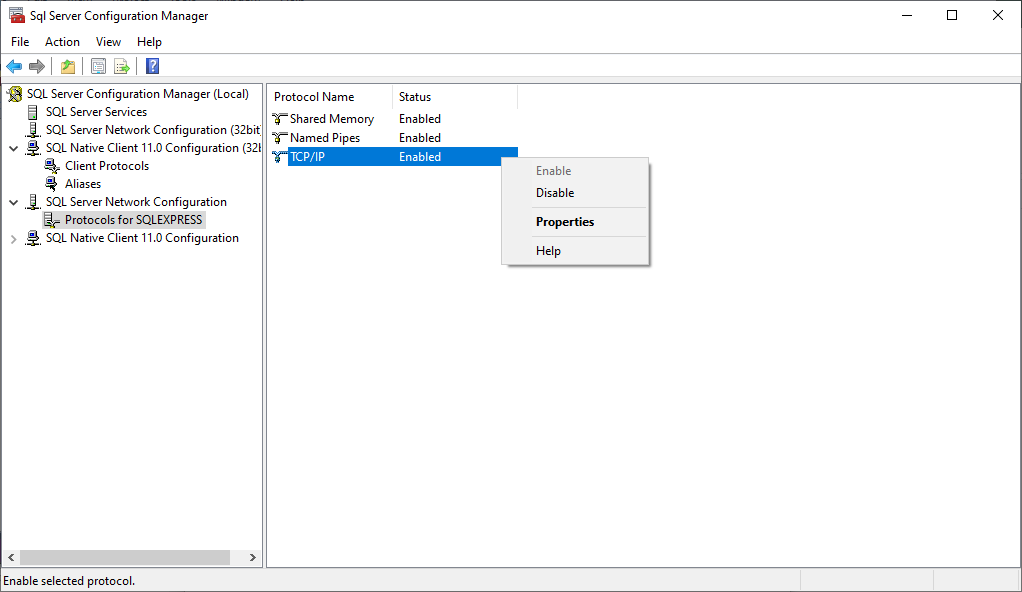 Sql Server Configuration Manager
File Action View Help
SQL Server Configuration Manager (Local)
SQL Server Services
SQL Server Network Configuration (32bit
SQL Native Client 11.0 Configuration (32
Client Protocols
Aliases
SQL Server Network Configuration
Protocols for SQLEXPRESS
SQL Native Client 11.0 Configuration
Protocol Name Status
Shared Memory Enabled
Named Pipes Enabled
TCP/IP Enabled
Enable
Disable
Properties
Help
Enable selected protocol.